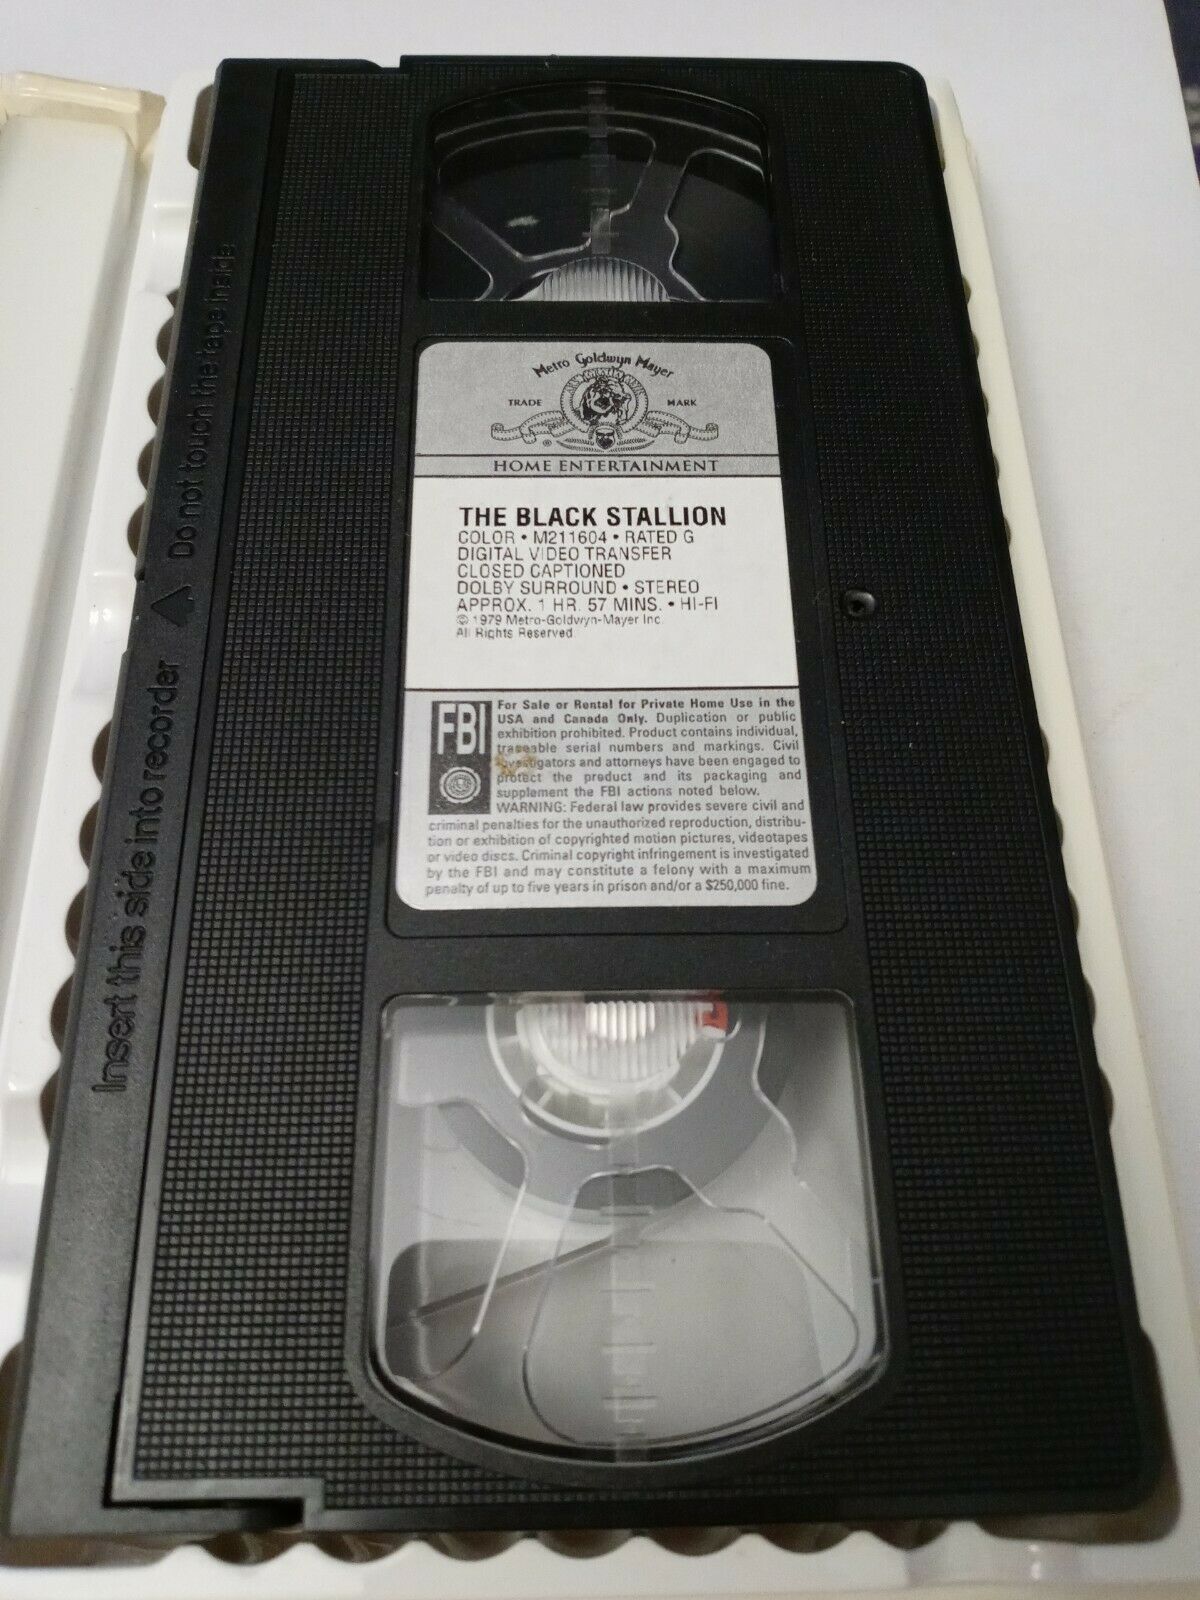 Metro Goldwyn Mayer
TRADE MARK
®
HOME ENTERTAINMENT
THE BLACK STALLION
COLOR • M211604 • RATED G
DIGITAL VIDEO TRANSFER
CLOSED CAPTIONED
DOLBY SURROUND • STEREO
APPROX. 1 HR. 57 MINS. • HI-FI
© 1979 Metro-Goldwyn-Mayer Inc.
All Rights Reserved
FBI
For Sale or Rental for Private Home Use in the
USA and Canada Only. Duplication or public
exhibition prohibited. Product contains individual,
traceable serial numbers and markings. Civil
investigators and attorneys have been engaged to
protect the product and its packaging and
supplement the FBI actions noted below.
WARNING: Federal law provides severe civil and
criminal penalties for the unauthorized reproduction, distribu-
tion or exhibition of copyrighted motion pictures, videotapes
or video discs. Criminal copyright infringement is investigated
by the FBI and may constitute a felony with a maximum
penalty of up to five years in prison and/or a $250,000 fine.
Insert this side into recorder
Do not touch the tape inside